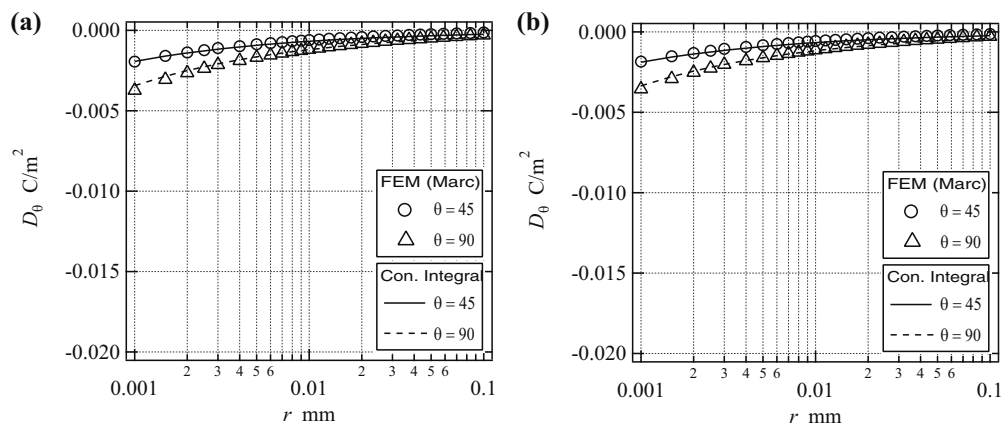 (a)
0.000
-0.005
-0.010
-0.015
-0.020
D_θ C/m²
FEM (Marc)
θ = 45
θ = 90
Con. Integral
θ = 45
θ = 90
0.001
2
3
4
5
6
0.01
2
3
4
5
6
0.1
r mm
(b)
0.000
-0.005
-0.010
-0.015
-0.020
D_θ C/m²
FEM (Marc)
θ = 45
θ = 90
Con. Integral
θ = 45
θ = 90
0.001
2
3
4
5
6
0.01
2
3
4
5
6
0.1
r mm